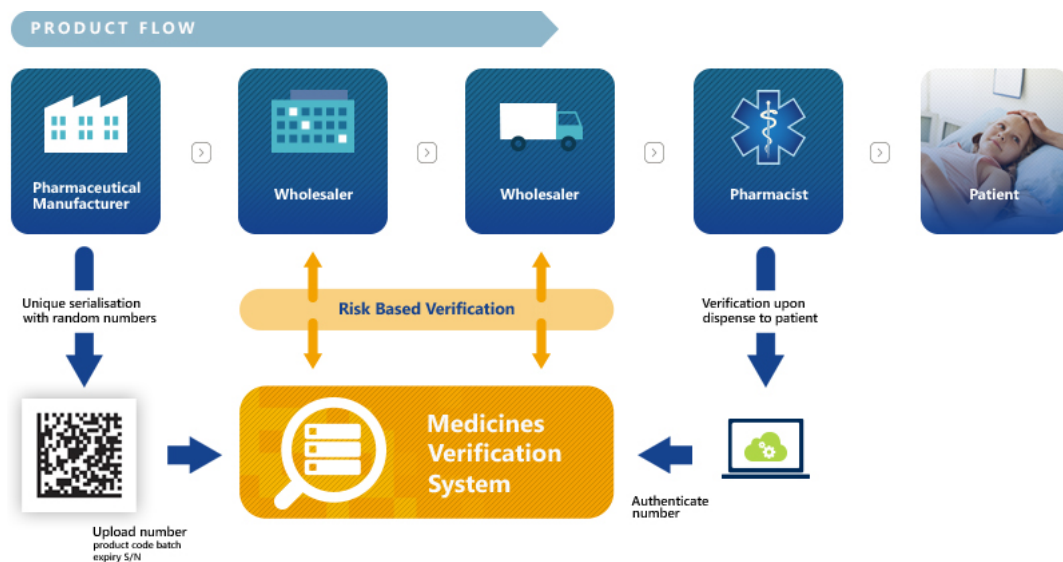 PRODUCT FLOW
Pharmaceutical
Manufacturer
Wholesaler
Wholesaler
Pharmacist
Patient
Unique serialisation
with random numbers
Risk Based Verification
Verification upon
dispense to patient
Medicines
Verification
System
Authenticate
number
Upload number
product code batch
expiry S/N